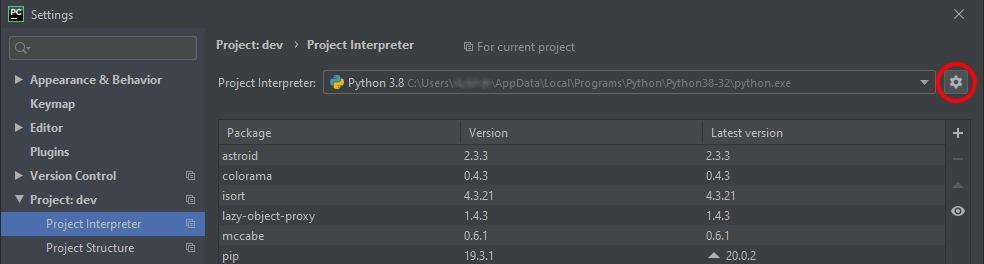 PC
Settings
Project: dev › Project Interpreter For current project
Appearance & Behavior
Project Interpreter: Python 3.8 C:\Users\ \AppData\Local\Programs\Python\Python38-32\python.exe
Keymap
Editor
Plugins
Version Control
Project: dev
Project Interpreter
Project Structure
Package Version Latest version
astroid 2.3.3 2.3.3
colorama 0.4.3 0.4.3
isort 4.3.21 4.3.21
lazy-object-proxy 1.4.3 1.4.3
mccabe 0.6.1 0.6.1
pip 19.3.1 20.0.2